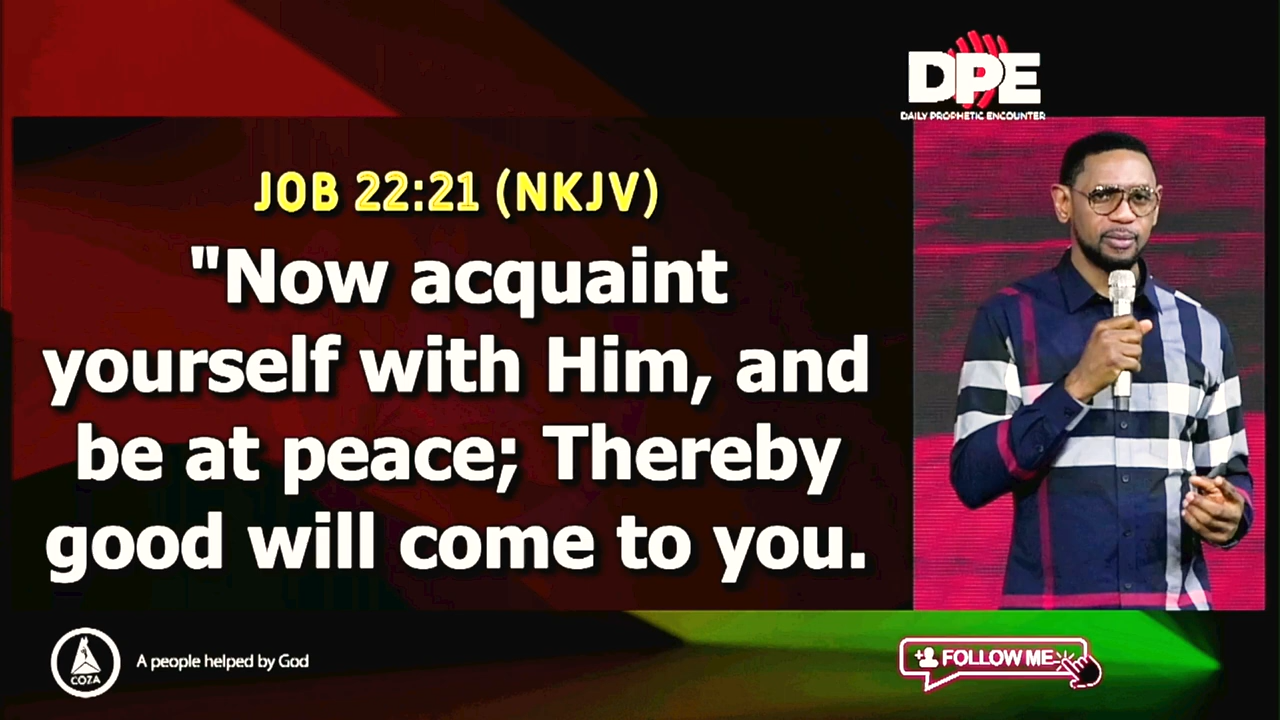 DPE
DAILY PROPHETIC ENCOUNTER
JOB 22:21 (NKJV)
"Now acquaint
yourself with Him, and
be at peace; Thereby
good will come to you.
COZA
A people helped by God
FOLLOW ME